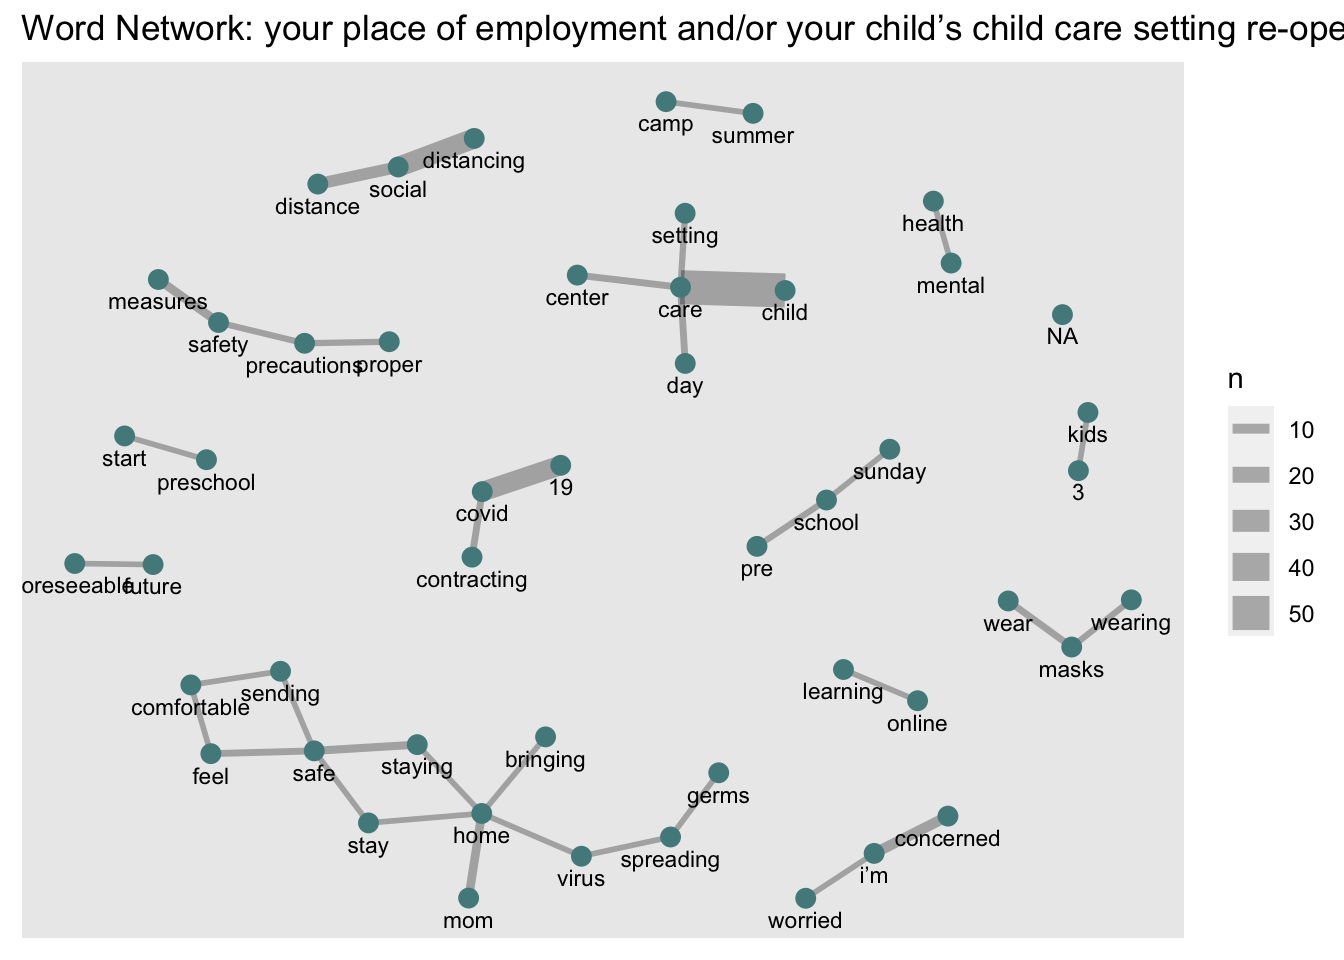 Word Network: your place of employment and/or your child’s child care setting re-ope
camp
summer
distancing
social
distance
health
setting
mental
center
care
child
measures
NA
safety
precautions
proper
day
kids
start
sunday
preschool
19
3
covid
school
pre
contracting
oreseeable
future
wear
wearing
masks
learning
sending
comfortable
online
bringing
staying
safe
feel
germs
home
concerned
stay
spreading
i’m
virus
mom
worried
n
10
20
30
40
50